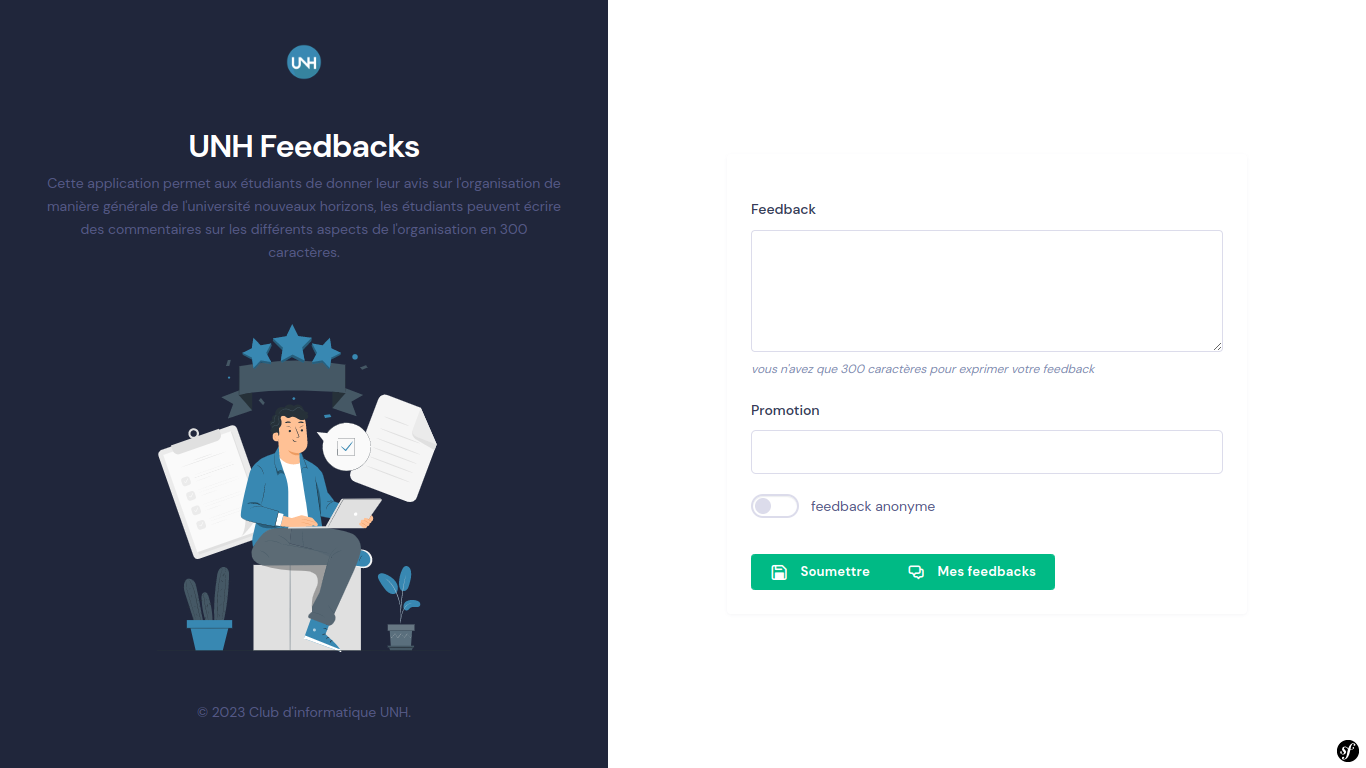 UNH
UNH Feedbacks
Cette application permet aux étudiants de donner leur avis sur l'organisation de
manière générale de l'université nouveaux horizons, les étudiants peuvent écrire
des commentaires sur les différents aspects de l'organisation en 300
caractères.
© 2023 Club d'informatique UNH.
Feedback
vous n'avez que 300 caractères pour exprimer votre feedback
Promotion
feedback anonyme
Soumettre
Mes feedbacks
sf